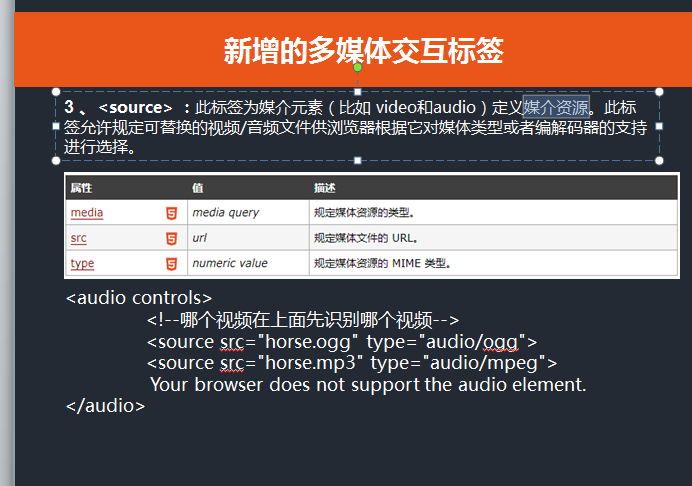 新增的多媒体交互标签
3 、 <source> ：此标签为媒介元素（比如 video和audio）定义媒介资源。此标
签允许规定可替换的视频/音频文件供浏览器根据它对媒体类型或者编解码器的支持
进行选择。
属性 值 描述
media 5 media query 规定媒体资源的类型。
src 5 url 规定媒体文件的 URL。
type 5 numeric value 规定媒体资源的 MIME 类型。
<audio controls>
<!--哪个视频在上面先识别哪个视频-->
<source src="horse.ogg" type="audio/ogg">
<source src="horse.mp3" type="audio/mpeg">
Your browser does not support the audio element.
</audio>